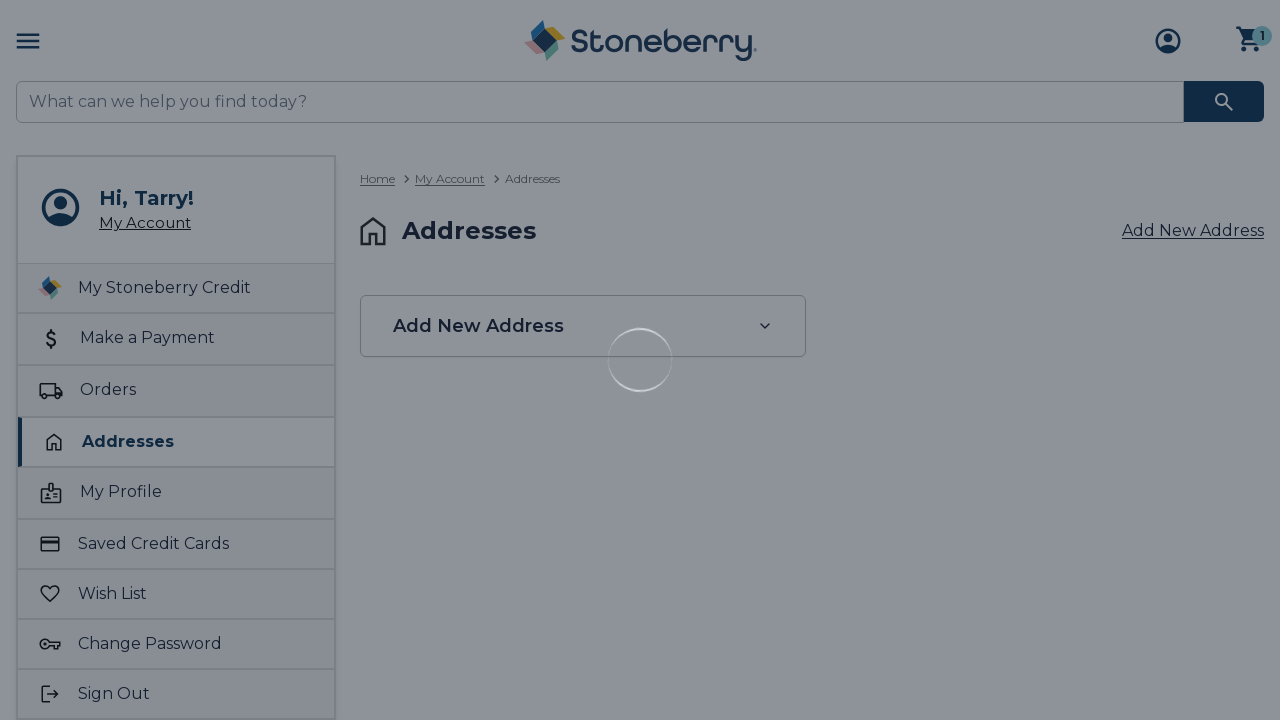 Stoneberry
1
What can we help you find today?
Hi, Tarry!
My Account
My Stoneberry Credit
Make a Payment
Orders
Addresses
My Profile
Saved Credit Cards
Wish List
Change Password
Sign Out
Home > My Account > Addresses
Addresses
Add New Address
Add New Address